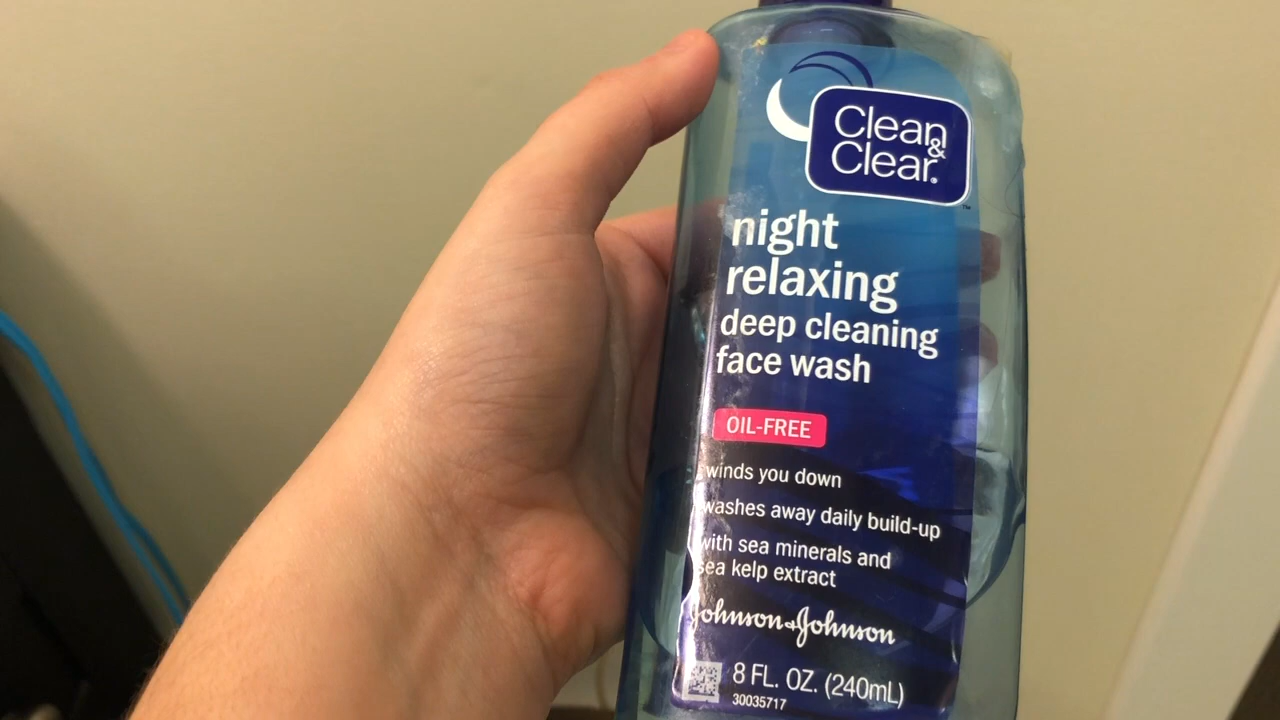 Clean
&
Clear®
™
night
relaxing
deep cleaning
face wash
OIL-FREE
winds you down
washes away daily build-up
with sea minerals and
sea kelp extract
Johnson & Johnson
8 FL. OZ. (240mL)
30035717